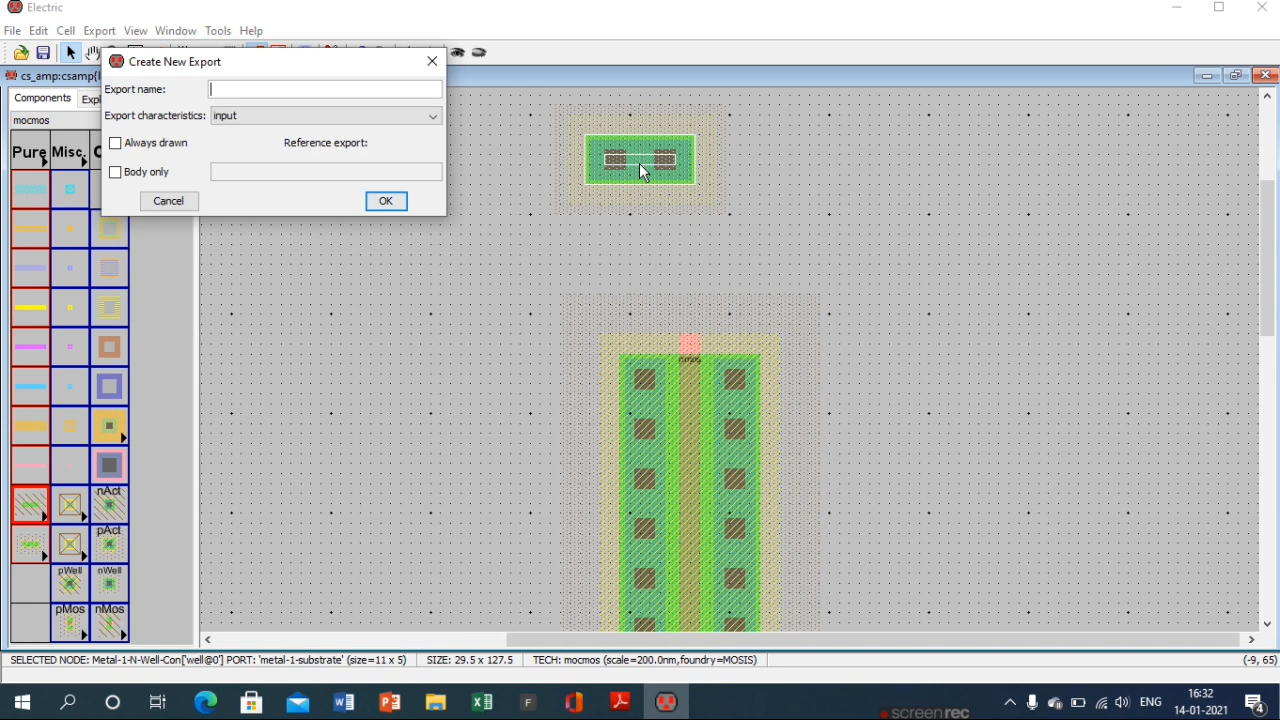 Electric
File Edit Cell Export View Window Tools Help
cs_amp:csamp{l
Create New Export
Export name:
Export characteristics: input
Always drawn Reference export:
Body only
Cancel OK
Components Expl
mocmos
Pure Misc. C
nAct
pAct
pWell nWell
pMos nMos
nmos
SELECTED NODE: Metal-1-N-Well-Con['well@0'] PORT: 'metal-1-substrate' (size=11 x 5) SIZE: 29.5 x 127.5 TECH: mocmos (scale=200.0nm,foundry=MOSIS) (-9, 65)
ENG 16:32
14-01-2021
4
screenrec